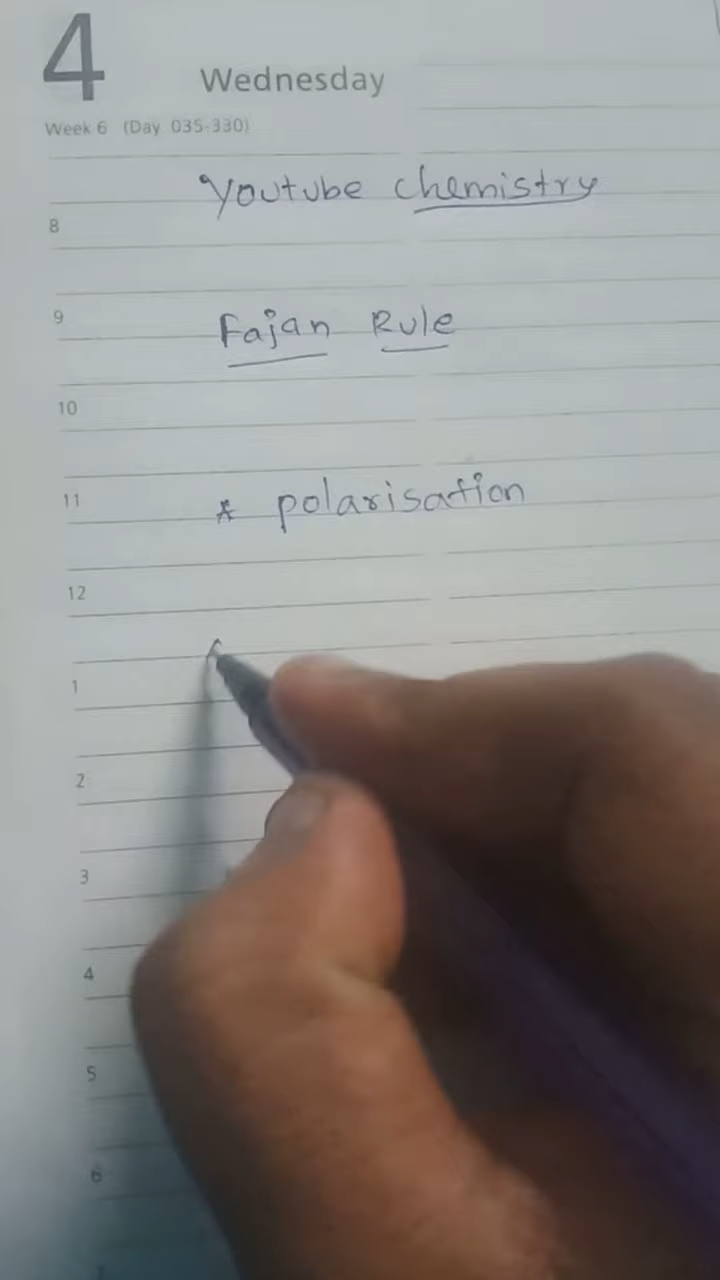 4
Wednesday
Week 6 (Day 035-330)
Youtube chemistry
8
Fajan Rule
9
10
* polarisation
11
12
1
2
3
4
5
6